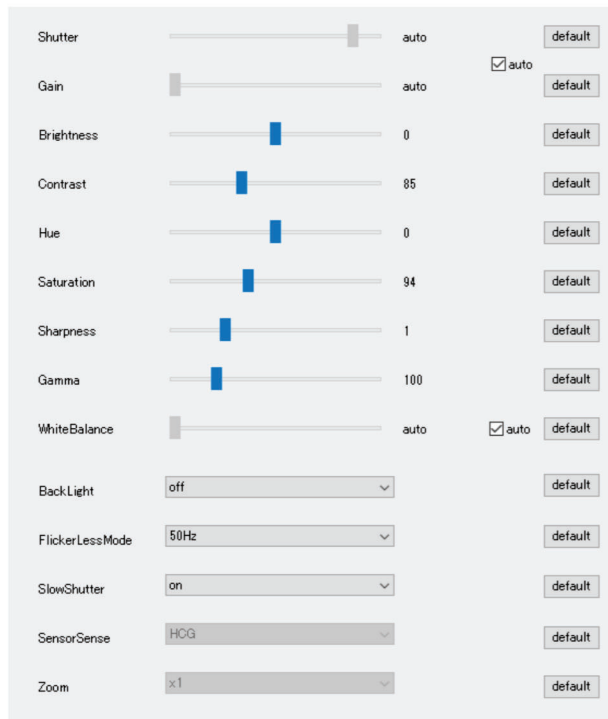 Shutter auto default
auto
Gain auto default
Brightness 0 default
Contrast 85 default
Hue 0 default
Saturation 94 default
Sharpness 1 default
Gamma 100 default
WhiteBalance auto auto default
BackLight off default
FlickerLessMode 50Hz default
SlowShutter on default
SensorSense HCG default
Zoom x1 default